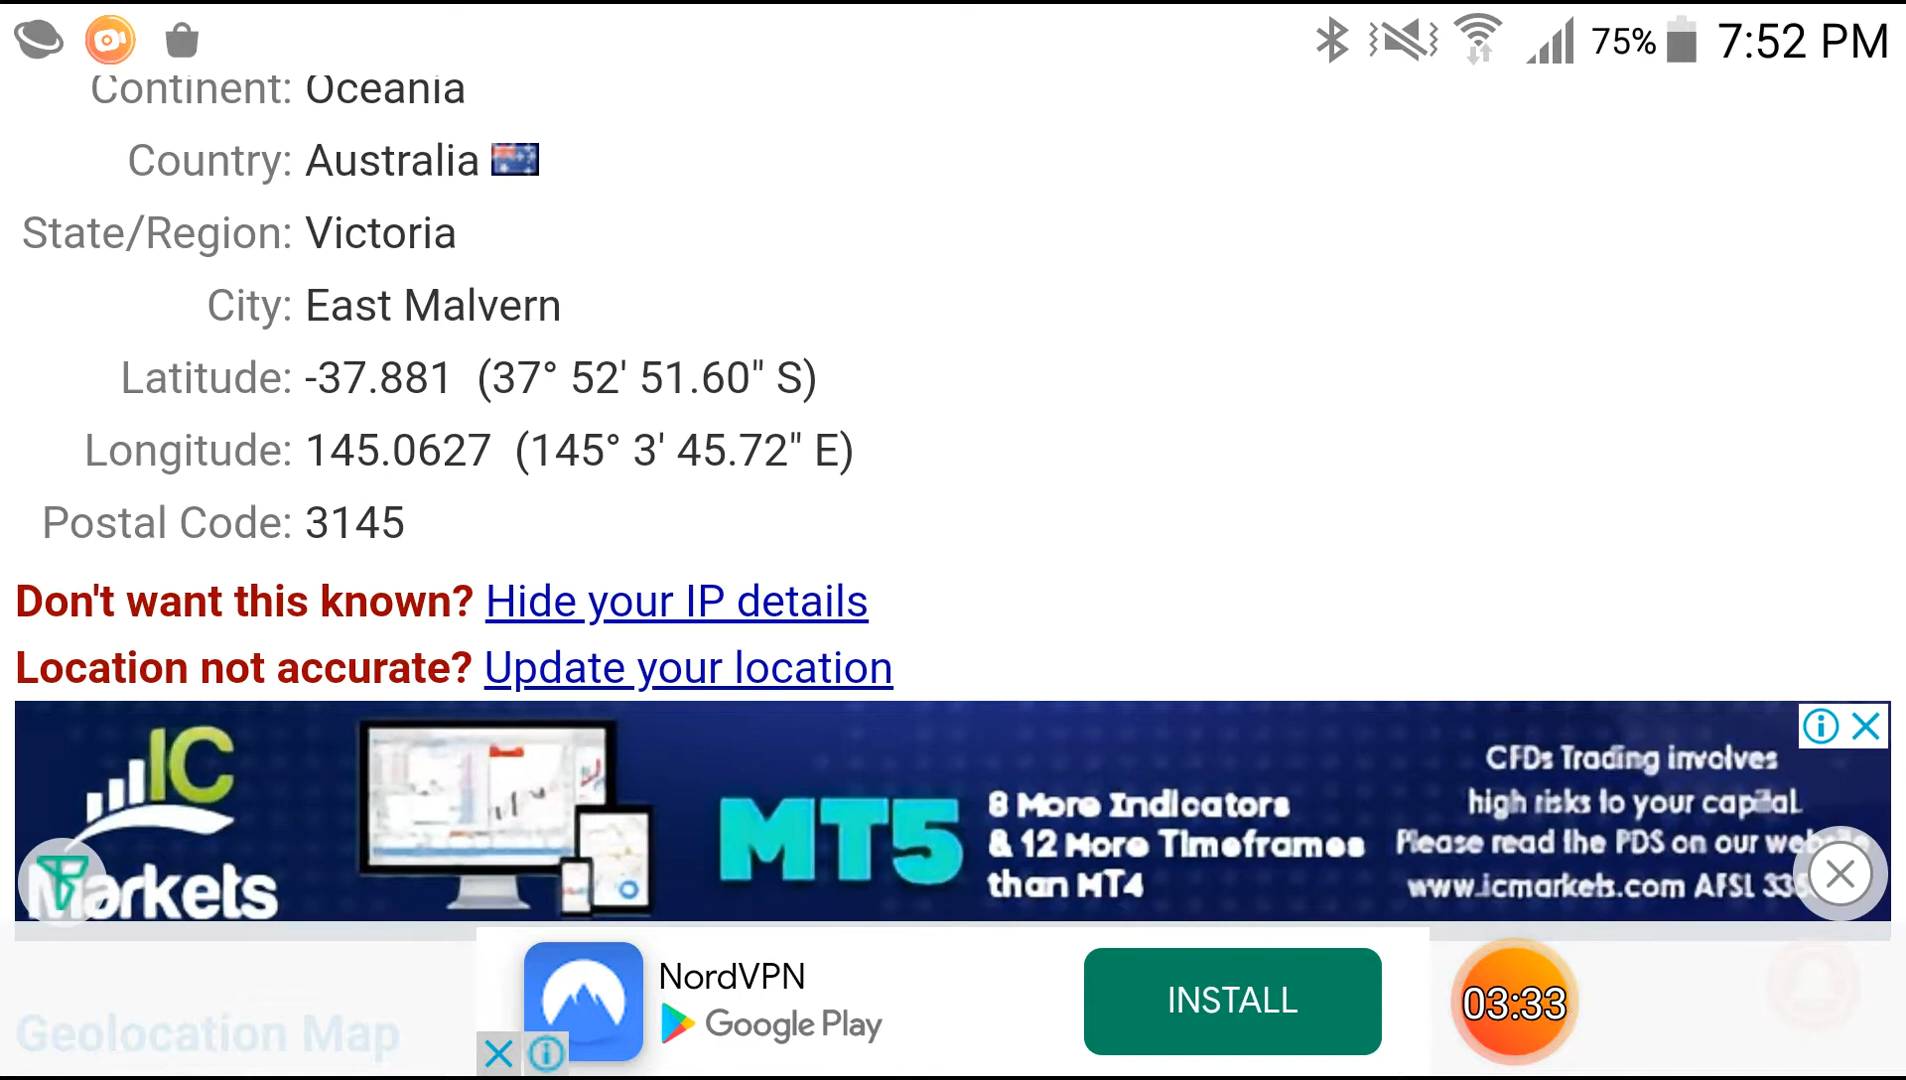 75% 7:52 PM
Continent: Oceania
Country: Australia
State/Region: Victoria
City: East Malvern
Latitude: -37.881 (37° 52' 51.60" S)
Longitude: 145.0627 (145° 3' 45.72" E)
Postal Code: 3145
Don't want this known? Hide your IP details
Location not accurate? Update your location
IC
Markets
MT5
8 More Indicators
& 12 More Timeframes
than MT4
CFDs Trading involves
high risks to your capital.
Please read the PDS on our website
www.icmarkets.com AFSL
NordVPN
Google Play
INSTALL
03:33
Geolocation Map